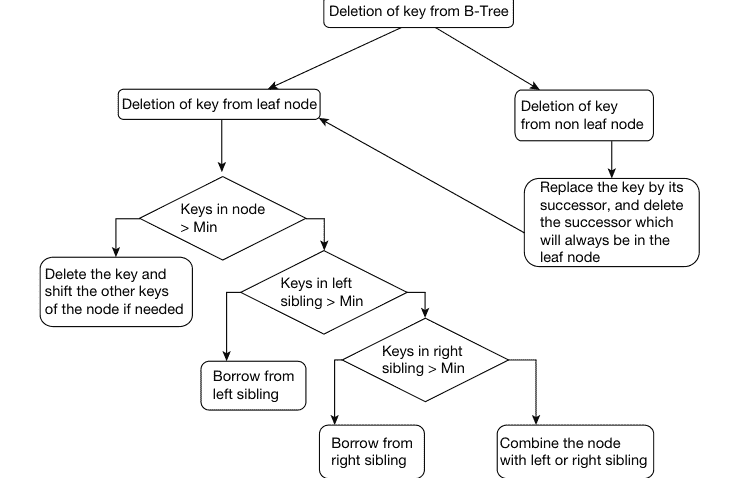 Deletion of key from B-Tree
Deletion of key from leaf node
Deletion of key
from non leaf node
Keys in node
> Min
Replace the key by its
successor, and delete
the successor which
will always be in the
leaf node
Delete the key and
shift the other keys
of the node if needed
Keys in left
sibling > Min
Keys in right
sibling > Min
Borrow from
left sibling
Borrow from
right sibling
Combine the node
with left or right sibling